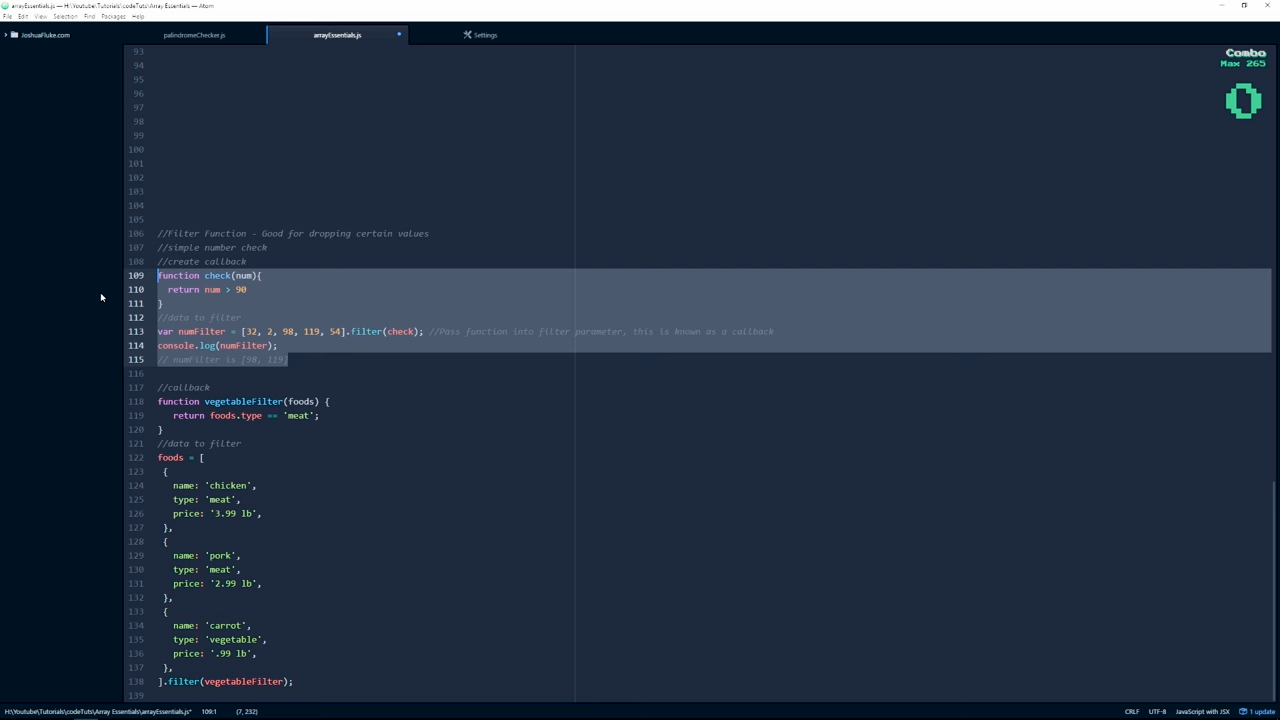 arrayEssentials.js — H:\Youtube\Tutorials\codeTuts\Array Essentials — Atom
File Edit View Selection Find Packages Help
JoshuaFluke.com
palindromeChecker.js
arrayEssentials.js
Settings
Combo
Max 265
0
93
94
95
96
97
98
99
100
101
102
103
104
105
106 //Filter Function - Good for dropping certain values
107 //simple number check
108 //create callback
109 function check(num){
110 return num > 90
111 }
112 //data to filter
113 var numFilter = [32, 2, 98, 119, 54].filter(check); //Pass function into filter parameter, this is known as a callback
114 console.log(numFilter);
115 // numFilter is [98, 119]
116
117 //callback
118 function vegetableFilter(foods) {
119 return foods.type == 'meat';
120 }
121 //data to filter
122 foods = [
123 {
124 name: 'chicken',
125 type: 'meat',
126 price: '3.99 lb',
127 },
128 {
129 name: 'pork',
130 type: 'meat',
131 price: '2.99 lb',
132 },
133 {
134 name: 'carrot',
135 type: 'vegetable',
136 price: '.99 lb',
137 },
138 ].filter(vegetableFilter);
139
H:\Youtube\Tutorials\codeTuts\Array Essentials\arrayEssentials.js* 109:1 (7, 232)
CRLF UTF-8 JavaScript with JSX 1 update